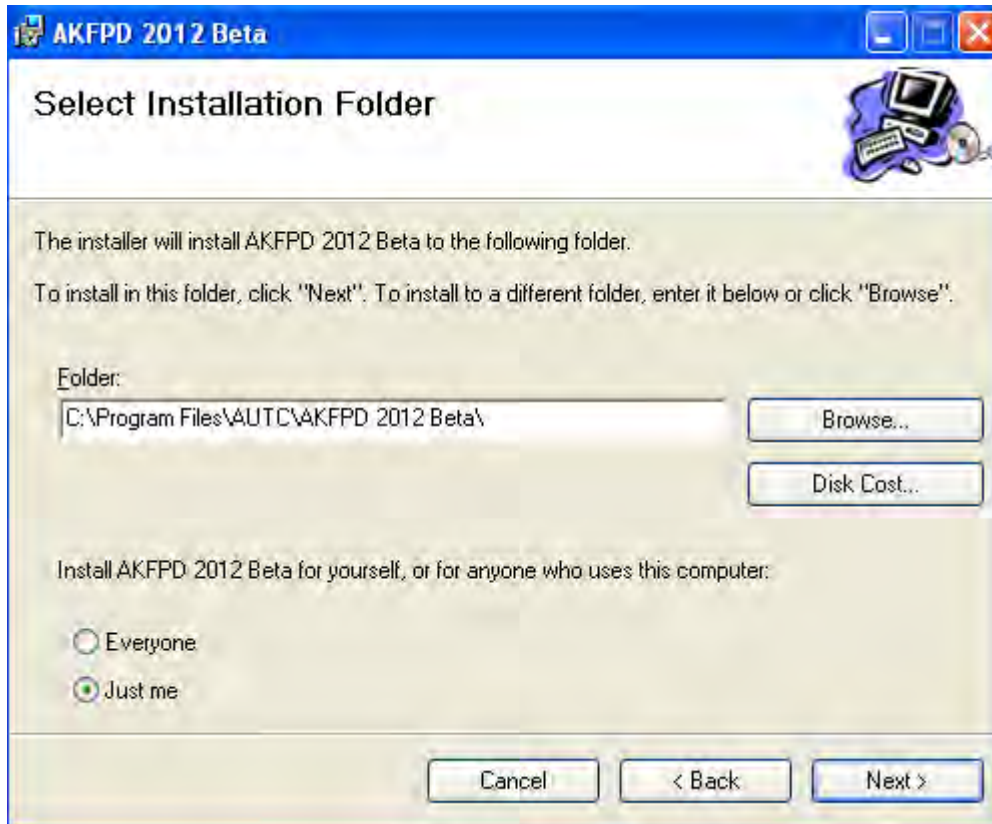 AKFPD 2012 Beta
Select Installation Folder
The installer will install AKFPD 2012 Beta to the following folder.
To install in this folder, click "Next". To install to a different folder, enter it below or click "Browse".
Folder:
C:\Program Files\AUTC\AKFPD 2012 Beta\
Browse...
Disk Cost...
Install AKFPD 2012 Beta for yourself, or for anyone who uses this computer:
Everyone
Just me
Cancel
< Back
Next >